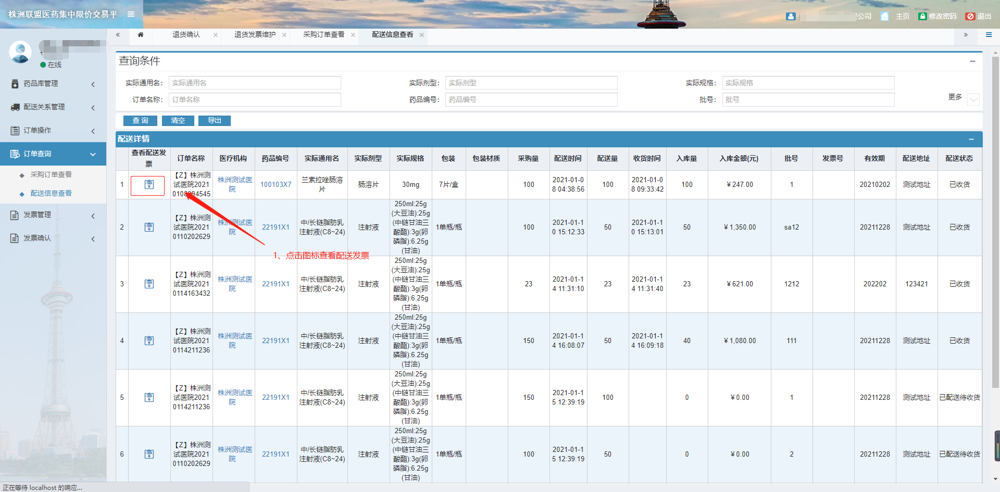 株洲联盟医药集中限价交易平
公司
主页
修改密码
退出
退货确认
退货发票维护
采购订单查看
配送信息查看
在线
药品库管理
配送关系管理
订单操作
订单查询
采购订单查看
配送信息查看
发票管理
发票确认
查询条件
实际通用名: 实际通用名 实际剂型: 实际剂型 实际规格: 实际规格
订单名称: 订单名称 药品编号: 药品编号 批号: 批号 更多
查 询 清空 导出
配送详情
查看配送发票 订单名称 医疗机构 药品编号 实际通用名 实际剂型 实际规格 包装 包装材质 采购量 配送时间 配送量 收货时间 入库量 入库金额(元) 批号 发票号 有效期 配送地址 配送状态
1 【Z】株洲测试医院20210108094545 株洲测试医院 100103X7 兰索拉唑肠溶片 肠溶片 30mg 7片/盒 100 2021-01-08 04:38:56 100 2021-01-08 09:33:42 100 ￥247.00 1 20210202 测试地址 已收货
2 【Z】株洲测试医院20210110202629 株洲测试医院 22191X1 中/长链脂肪乳注射液(C8~24) 注射液 250ml:25g(大豆油):25g(中链甘油三酸酯):3g(卵磷脂):6.25g(甘油) 1单瓶/瓶 100 2021-01-10 15:12:33 50 2021-01-10 15:13:01 50 ￥1,350.00 sa12 20211228 测试地址 已收货
1、点击图标查看配送发票
3 【Z】株洲测试医院20210114163432 株洲测试医院 22191X1 中/长链脂肪乳注射液(C8~24) 注射液 250ml:25g(大豆油):25g(中链甘油三酸酯):3g(卵磷脂):6.25g(甘油) 1单瓶/瓶 23 2021-01-14 11:31:10 23 2021-01-14 11:31:40 23 ￥621.00 1212 202202 123421 已收货
4 【Z】株洲测试医院20210114211236 株洲测试医院 22191X1 中/长链脂肪乳注射液(C8~24) 注射液 250ml:25g(大豆油):25g(中链甘油三酸酯):3g(卵磷脂):6.25g(甘油) 1单瓶/瓶 150 2021-01-14 16:08:07 50 2021-01-14 16:09:18 40 ￥1,080.00 111 20211228 测试地址 已收货
5 【Z】株洲测试医院20210114211236 株洲测试医院 22191X1 中/长链脂肪乳注射液(C8~24) 注射液 250ml:25g(大豆油):25g(中链甘油三酸酯):3g(卵磷脂):6.25g(甘油) 1单瓶/瓶 150 2021-01-15 12:39:19 100 0 ￥0.00 1 20211228 测试地址 已配送待收货
6 【Z】株洲测试医院20210110202629 株洲测试医院 22191X1 中/长链脂肪乳注射液(C8~24) 注射液 250ml:25g(大豆油):25g(中链甘油三酸酯):3g(卵磷脂):6.25g(甘油) 1单瓶/瓶 100 2021-01-15 12:39:19 50 0 ￥0.00 2 20211228 测试地址 已配送待收货
正在等待 localhost 的响应...